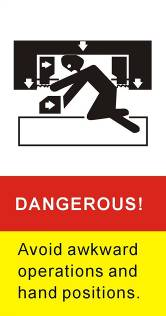 DANGEROUS!
Avoid awkward
operations and
hand positions.